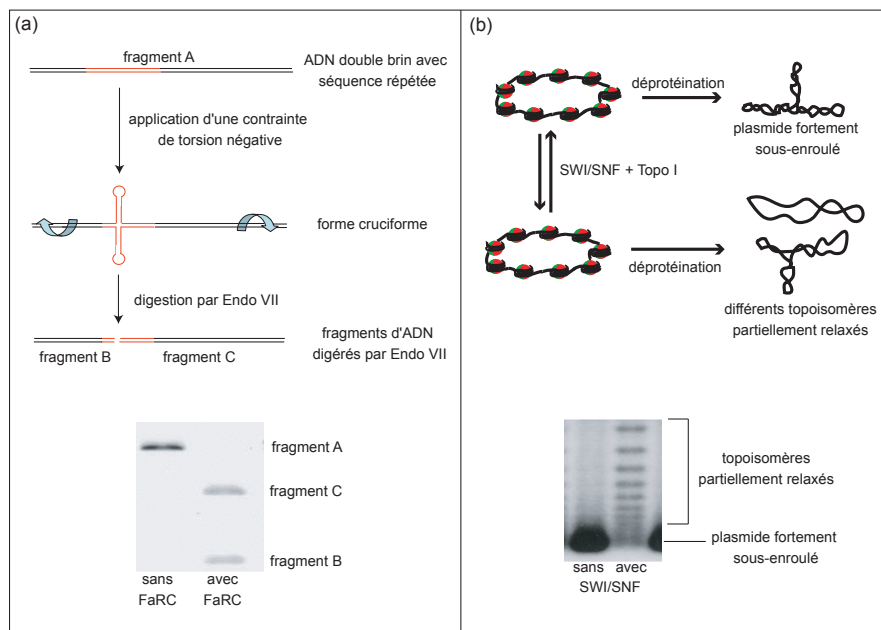 (a)
fragment A
ADN double brin avec
séquence répétée
application d'une contrainte
de torsion négative
forme cruciforme
digestion par Endo VII
fragments d'ADN
digérés par Endo VII
fragment B
fragment C
fragment A
fragment C
fragment B
sans avec
FaRC FaRC
(b)
déprotéination
plasmide fortement
sous-enroulé
SWI/SNF + Topo I
déprotéination
différents topoisomères
partiellement relaxés
topoisomères
partiellement relaxés
plasmide fortement
sous-enroulé
sans avec
SWI/SNF